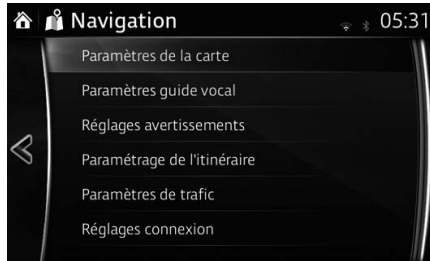 Navigation 05:31
Paramètres de la carte
Paramètres guide vocal
Réglages avertissements
Paramétrage de l'itinéraire
Paramètres de trafic
Réglages connexion